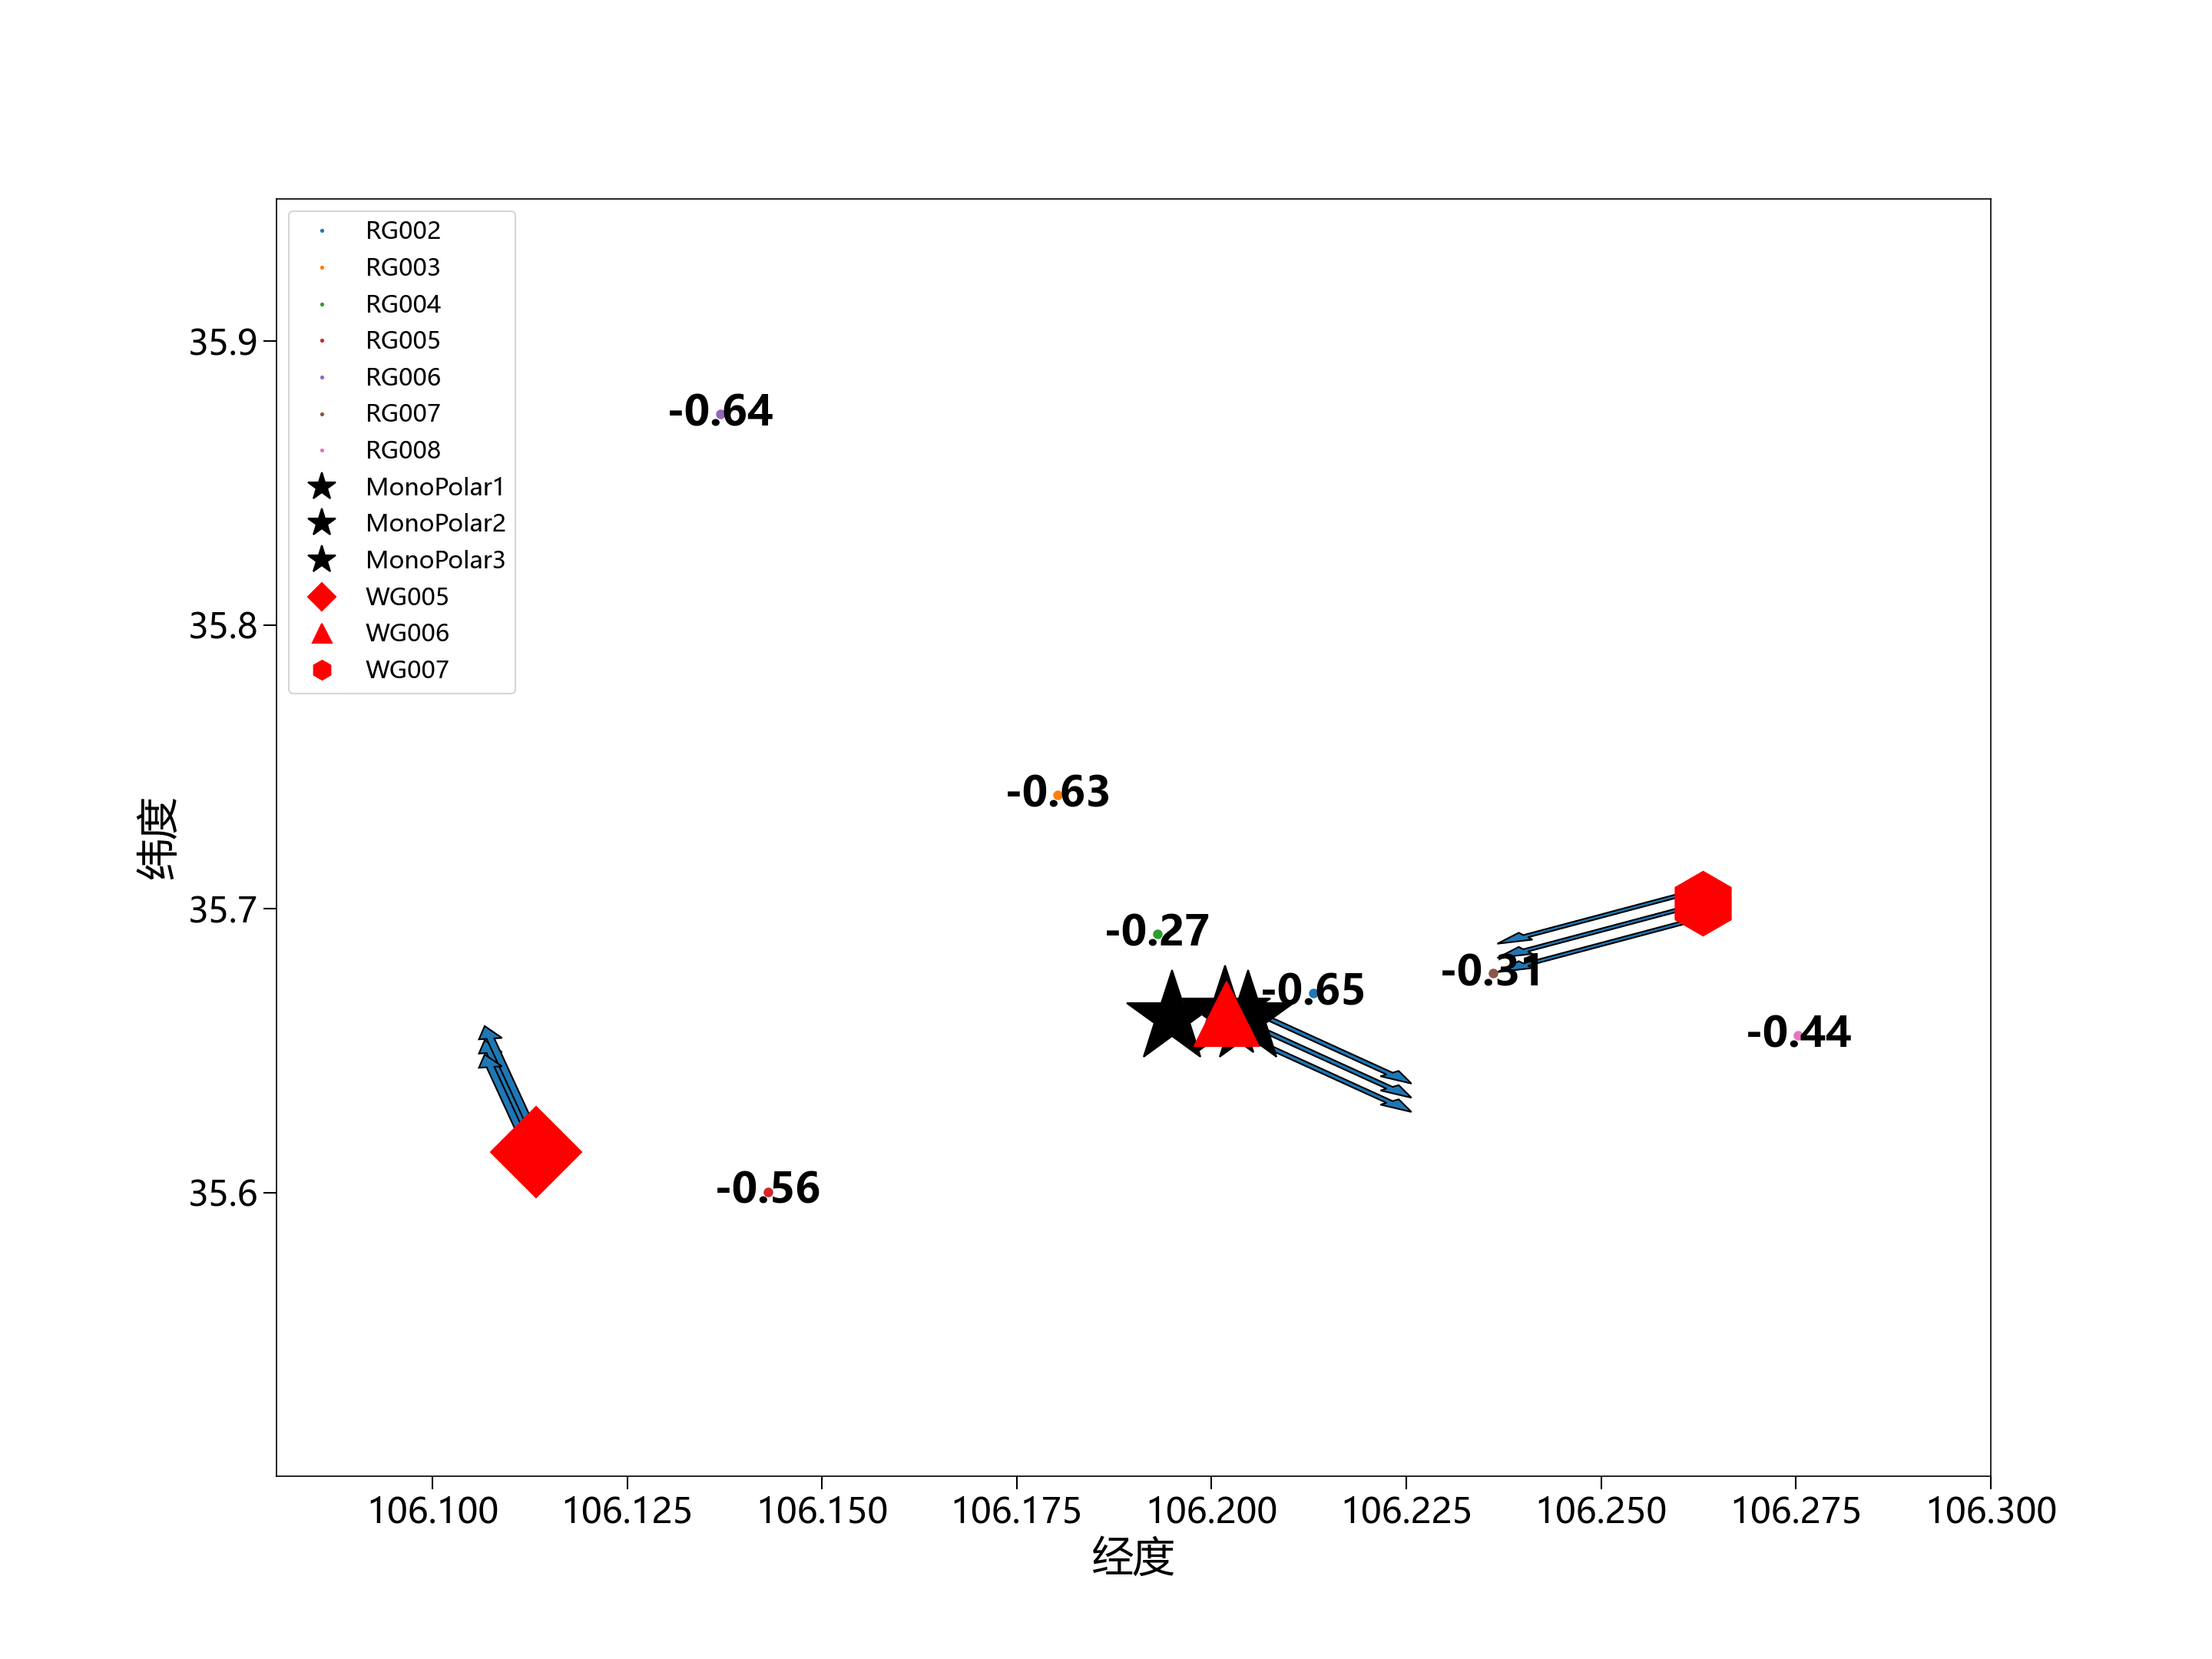 RG002
RG003
RG004
RG005
RG006
RG007
RG008
MonoPolar1
MonoPolar2
MonoPolar3
WG005
WG006
WG007
35.9
35.8
35.7
35.6
纬度
-0.64
-0.63
-0.27
-0.65
-0.31
-0.44
-0.56
106.100
106.125
106.150
106.175
106.200
106.225
106.250
106.275
106.300
经度